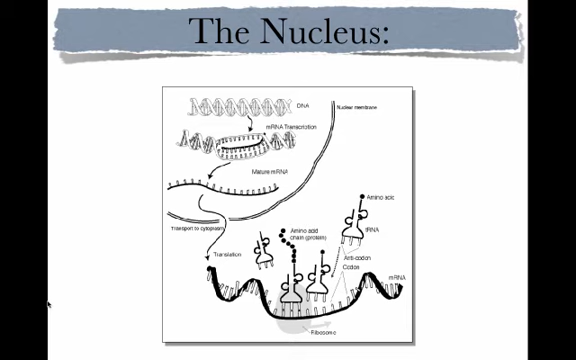 The Nucleus:
DNA
Nuclear membrane
mRNA Transcription
Mature mRNA
Amino acid
Transport to cytoplasm
Amino acid
chain (protein)
tRNA
Translation
Anti-codon
Codon
mRNA
Ribosome